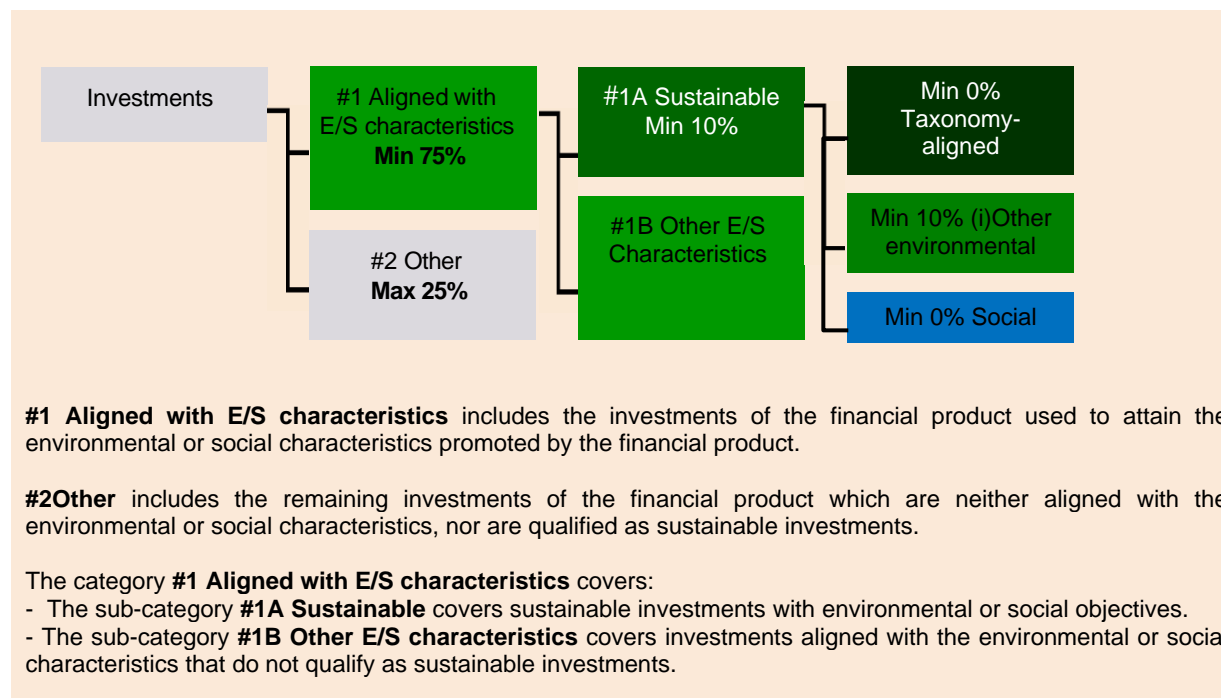 Investments
#1 Aligned with
E/S characteristics
Min 75%
#2 Other
Max 25%
#1A Sustainable
Min 10%
#1B Other E/S
Characteristics
Min 0%
Taxonomy-
aligned
Min 10% (i)Other
environmental
Min 0% Social
#1 Aligned with E/S characteristics includes the investments of the financial product used to attain the
environmental or social characteristics promoted by the financial product.
#2Other includes the remaining investments of the financial product which are neither aligned with the
environmental or social characteristics, nor are qualified as sustainable investments.
The category #1 Aligned with E/S characteristics covers:
- The sub-category #1A Sustainable covers sustainable investments with environmental or social objectives.
- The sub-category #1B Other E/S characteristics covers investments aligned with the environmental or social
characteristics that do not qualify as sustainable investments.